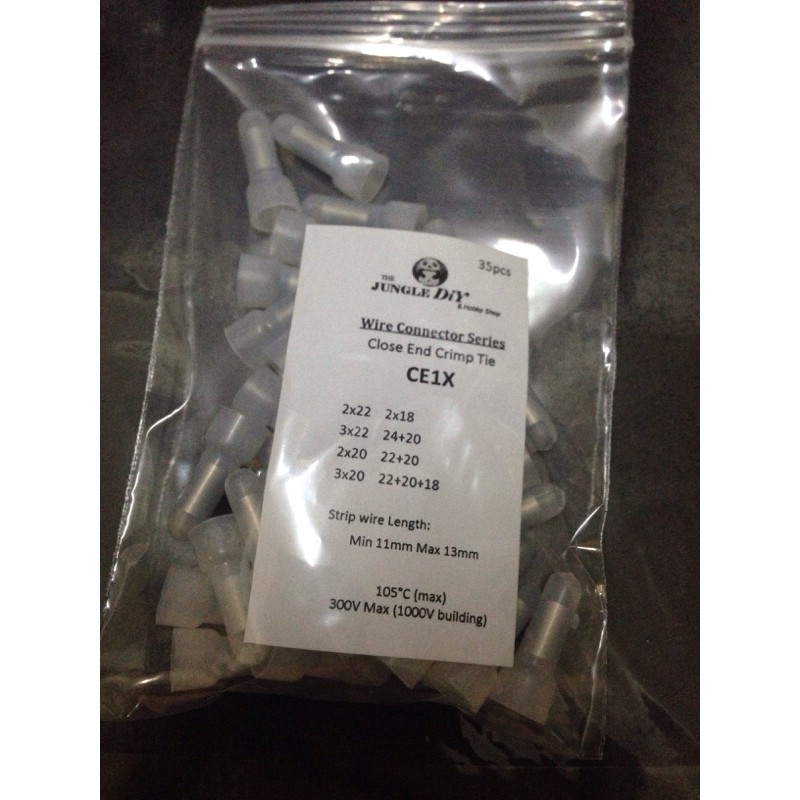 35pcs
THE
JUNGLE DiY
& Hobby Shop
Wire Connector Series
Close End Crimp Tie
CE1X
2x22 2x18
3x22 24+20
2x20 22+20
3x20 22+20+18
Strip wire Length:
Min 11mm Max 13mm
105°C (max)
300V Max (1000V building)